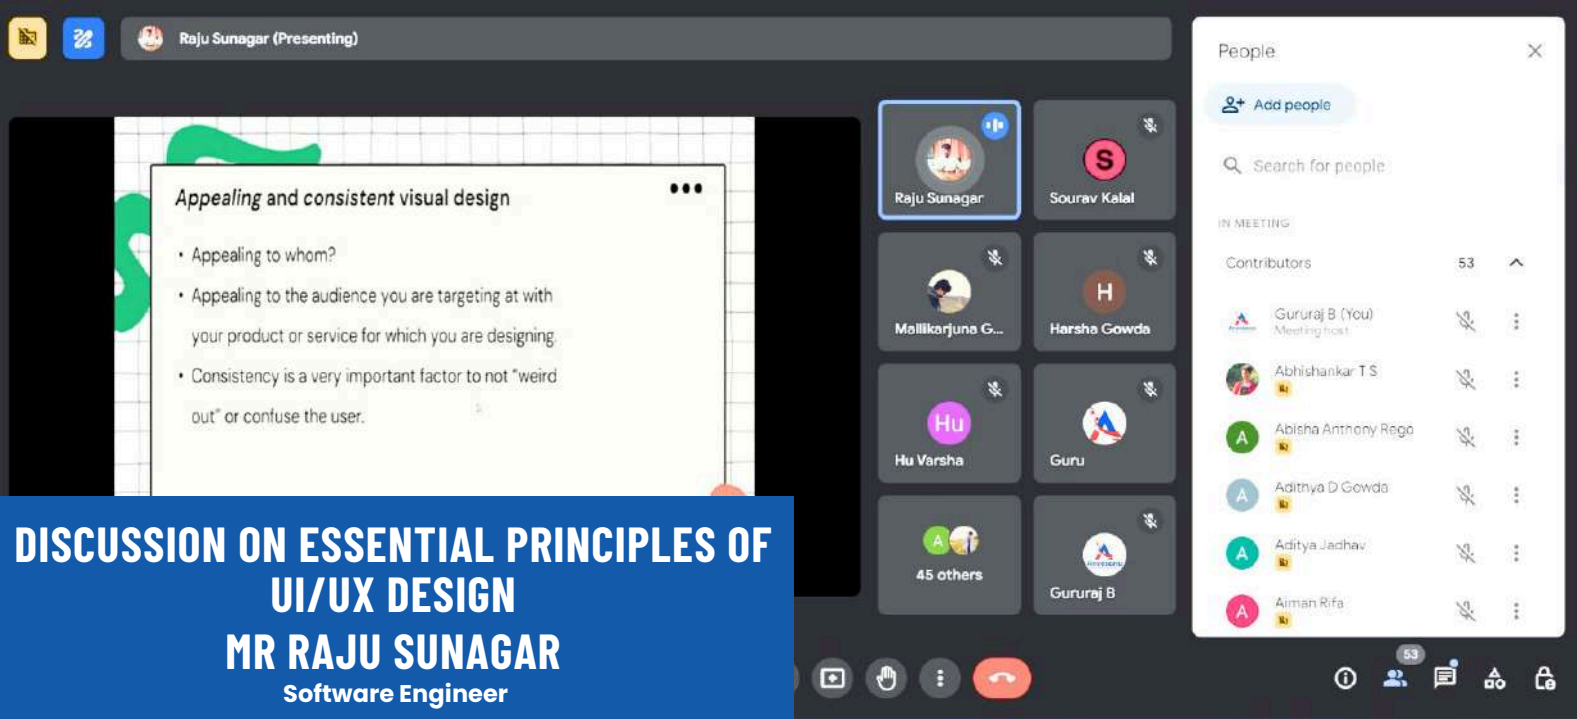 Raju Sunagar (Presenting)
Appealing and consistent visual design
• Appealing to whom?
• Appealing to the audience you are targeting at with
your product or service for which you are designing.
• Consistency is a very important factor to not "weird
out" or confuse the user.
DISCUSSION ON ESSENTIAL PRINCIPLES OF
UI/UX DESIGN
MR RAJU SUNAGAR
Software Engineer
Raju Sunagar
S
Sourav Kalal
Mallikarjuna G...
H
Harsha Gowda
Hu
Hu Varsha
Guru
A
45 others
Gururaj B
People
Add people
Search for people
IN MEETING
Contributors 53
Gururaj B (You)
Meeting host
Abhishankar T S
A
Abisha Anthony Rego
A
Adithya D Gowda
A
Aditya Jadhav
A
Aiman Rifa
53